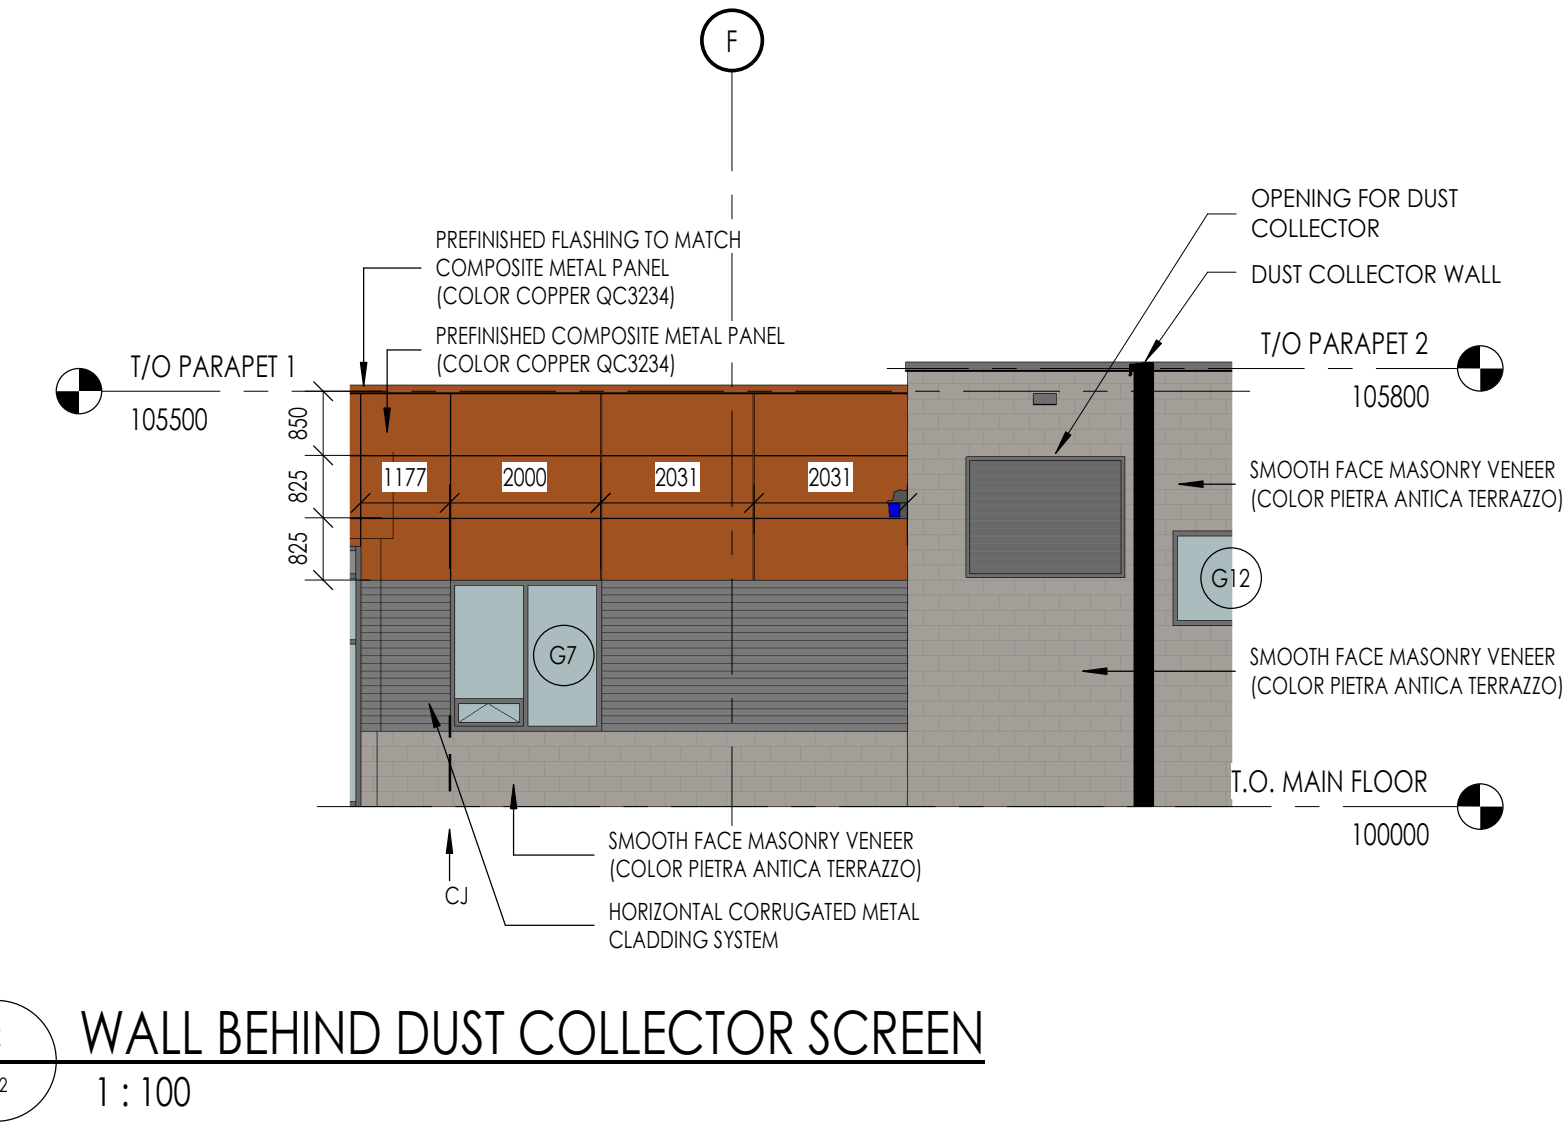 F
OPENING FOR DUST
COLLECTOR
DUST COLLECTOR WALL
PREFINISHED FLASHING TO MATCH
COMPOSITE METAL PANEL
(COLOR COPPER QC3234)
PREFINISHED COMPOSITE METAL PANEL
(COLOR COPPER QC3234)
T/O PARAPET 1
105500
T/O PARAPET 2
105800
850
825
825
1177
2000
2031
2031
SMOOTH FACE MASONRY VENEER
(COLOR PIETRA ANTICA TERRAZZO)
G12
G7
SMOOTH FACE MASONRY VENEER
(COLOR PIETRA ANTICA TERRAZZO)
T.O. MAIN FLOOR
100000
SMOOTH FACE MASONRY VENEER
(COLOR PIETRA ANTICA TERRAZZO)
CJ
HORIZONTAL CORRUGATED METAL
CLADDING SYSTEM
WALL BEHIND DUST COLLECTOR SCREEN
2
1 : 100